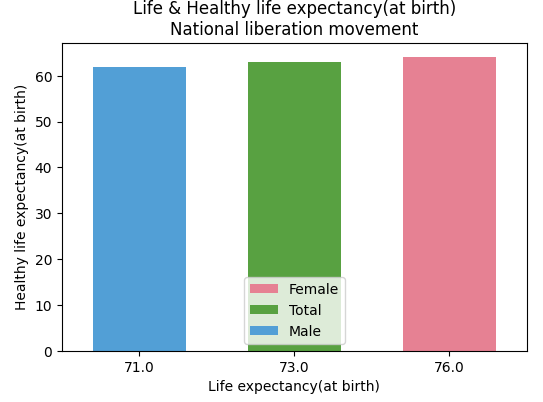 Life & Healthy life expectancy(at birth)
National liberation movement
Healthy life expectancy(at birth)
60
50
40
30
20
10
0
Female
Total
Male
71.0 73.0 76.0
Life expectancy(at birth)